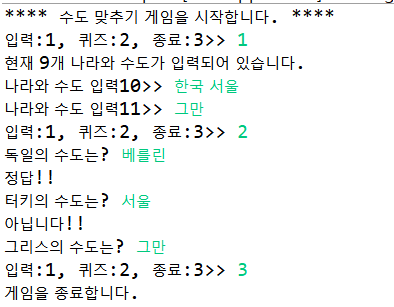 **** 수도 맞추기 게임을 시작합니다. ****
입력:1, 퀴즈:2, 종료:3>> 1
현재 9개 나라와 수도가 입력되어 있습니다.
나라와 수도 입력10>> 한국 서울
나라와 수도 입력11>> 그만
입력:1, 퀴즈:2, 종료:3>> 2
독일의 수도는? 베를린
정답!!
터키의 수도는? 서울
아닙니다!!
그리스의 수도는? 그만
입력:1, 퀴즈:2, 종료:3>> 3
게임을 종료합니다.